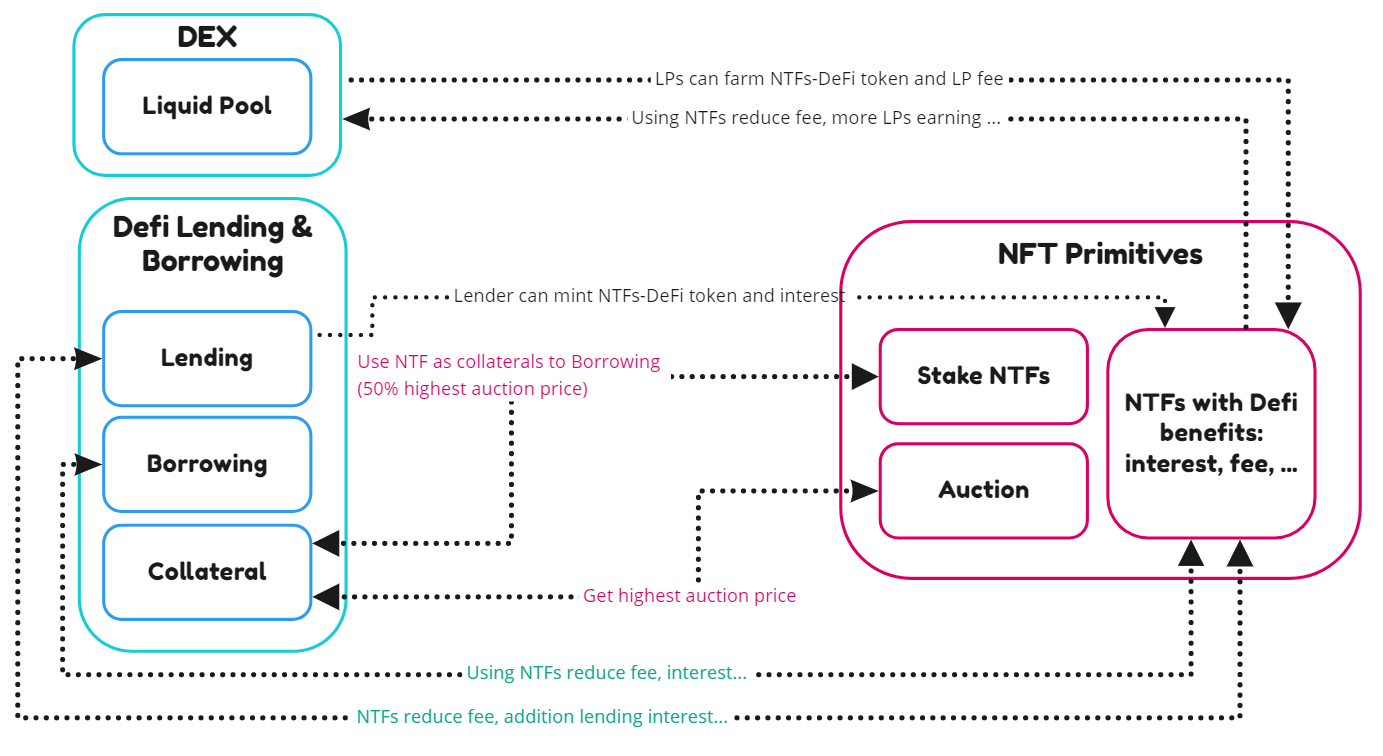 DEX
Liquid Pool
LPs can farm NTFs-DeFi token and LP fee
Using NTFs reduce fee, more LPs earning ...
Defi Lending &
Borrowing
NFT Primitives
Lender can mint NTFs-DeFi token and interest
Lending
Use NTF as collaterals to Borrowing
(50% highest auction price)
Stake NTFs
NTFs with Defi
benefits:
interest, fee, ...
Borrowing
Auction
Collateral
Get highest auction price
Using NTFs reduce fee, interest...
NTFs reduce fee, addition lending interest...